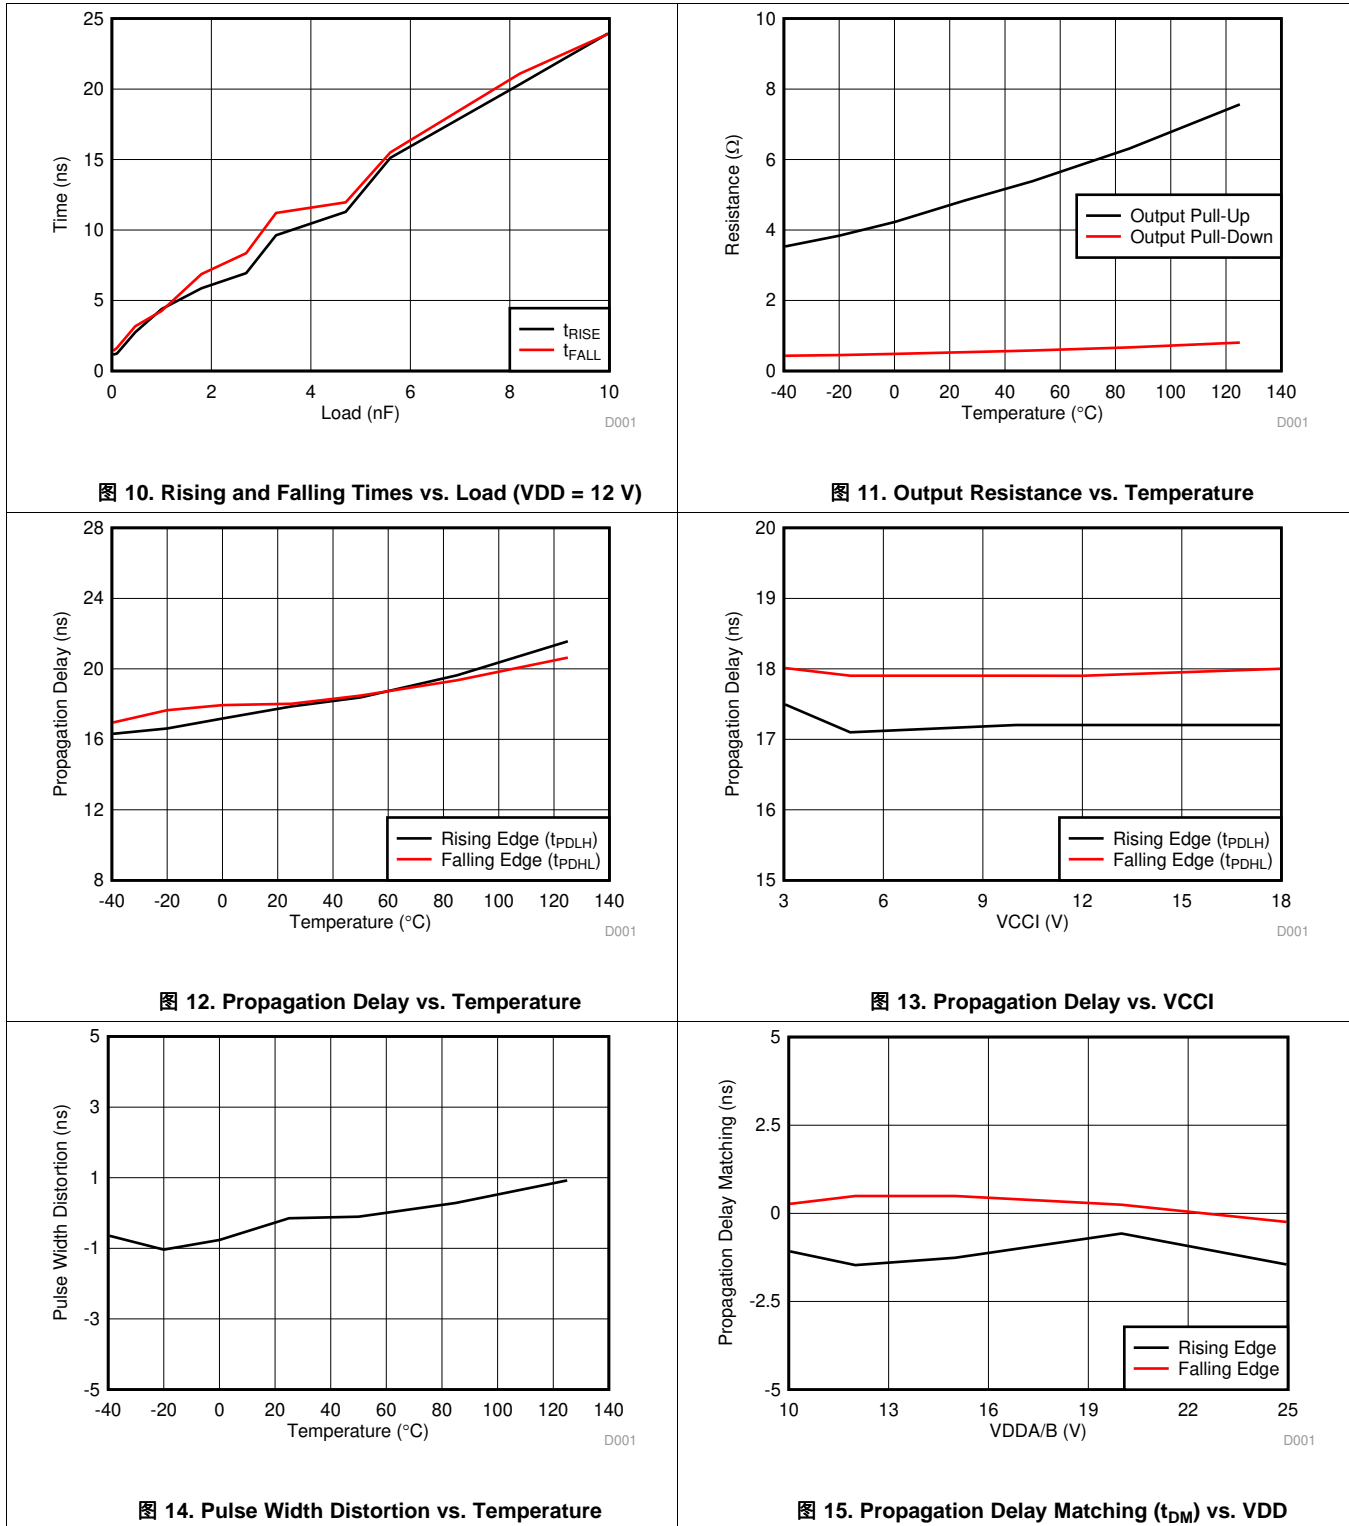 25
20
15
10
5
0
0 2 4 6 8 10
Time (ns)
Load (nF)
tRISE
tFALL
D001
图 10. Rising and Falling Times vs. Load (VDD = 12 V)
10
8
6
4
2
0
-40 -20 0 20 40 60 80 100 120 140
Resistance (Ω)
Temperature (°C)
Output Pull-Up
Output Pull-Down
D001
图 11. Output Resistance vs. Temperature
28
24
20
16
12
8
-40 -20 0 20 40 60 80 100 120 140
Propagation Delay (ns)
Temperature (°C)
Rising Edge (tPDLH)
Falling Edge (tPDHL)
D001
图 12. Propagation Delay vs. Temperature
20
19
18
17
16
15
3 6 9 12 15 18
Propagation Delay (ns)
VCCI (V)
Rising Edge (tPDLH)
Falling Edge (tPDHL)
D001
图 13. Propagation Delay vs. VCCI
5
3
1
-1
-3
-5
-40 -20 0 20 40 60 80 100 120 140
Pulse Width Distortion (ns)
Temperature (°C)
D001
图 14. Pulse Width Distortion vs. Temperature
5
2.5
0
-2.5
-5
10 13 16 19 22 25
Propagation Delay Matching (ns)
VDDA/B (V)
Rising Edge
Falling Edge
D001
图 15. Propagation Delay Matching (tDM) vs. VDD